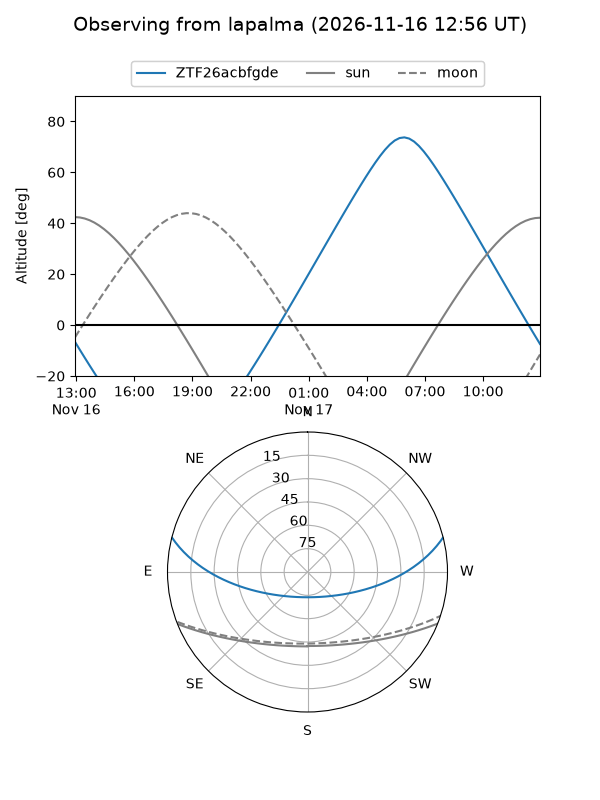 Observing from lapalma (2026-11-16 12:56 UT)
ZTF26acbfgde sun moon
Altitude [deg]
80
60
40
20
0
−20
13:00 16:00 19:00 22:00 01:00 04:00 07:00 10:00
Nov 16 Nov 17
N
NE NW
15
30
45
60
75
E W
SE SW
S